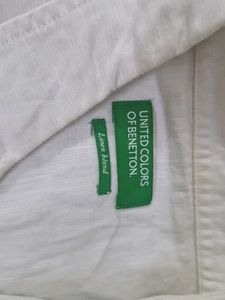 UNITED COLORS
OF BENETTON.
Linen blend